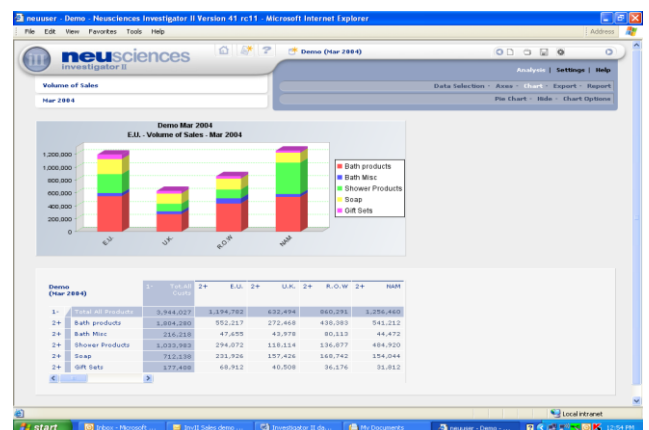 neuuser - Demo - Neusciences Investigator II Version 41 rc11 - Microsoft Internet Explorer
File Edit View Favorites Tools Help
Address
neusciences
investigator II
Demo (Mar 2004)
Analysis | Settings | Help
Volume of Sales
Data Selection - Axes - Chart - Export - Report
Mar 2004
Pin Chart - Hide - Chart Options
Demo Mar 2004
E.U. - Volume of Sales - Mar 2004
1,200,000
1,000,000
800,000
600,000
400,000
200,000
0
E.U.
U.K.
R.O.W
NAM
Bath products
Bath Misc
Shower Products
Soap
Gift Sets
Demo
(Mar 2004)
1- Tot.All Costs 2+ E.U. 2+ U.K. 2+ R.O.W 2+ NAM
1- Total All Products 3,944,027 1,194,782 632,494 860,291 1,256,460
2+ Bath products 1,804,280 552,217 272,468 438,383 541,212
2+ Bath Misc 216,218 47,655 43,978 80,113 44,472
2+ Shower Products 1,033,983 294,072 118,114 136,877 484,920
2+ Soap 712,138 231,926 157,426 168,742 154,044
2+ Gift Sets 177,408 68,912 40,508 36,176 31,812
Local intranet
start
Inbox - Microsoft ...
InvII Sales demo ...
Investigator II da...
My Documents
neuuser - Demo - ...
12:54 PM